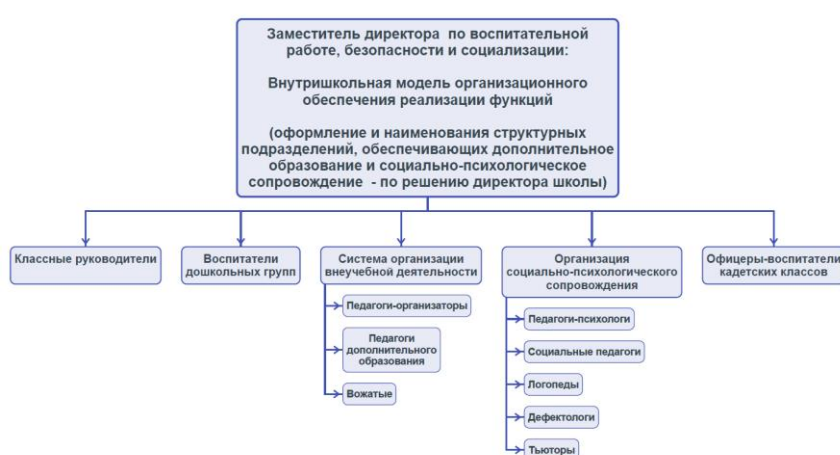 Заместитель директора по воспитательной
работе, безопасности и социализации:
Внутришкольная модель организационного
обеспечения реализации функций
(оформление и наименования структурных
подразделений, обеспечивающих дополнительное
образование и социально-психологическое
сопровождение - по решению директора школы)
Классные руководители
Воспитатели
дошкольных групп
Система организации
внеучебной деятельности
Педагоги-организаторы
Педагоги
дополнительного
образования
Вожатые
Организация
социально-психологического
сопровождения
Педагоги-психологи
Социальные педагоги
Логопеды
Дефектологи
Тьюторы
Офицеры-воспитатели
кадетских классов